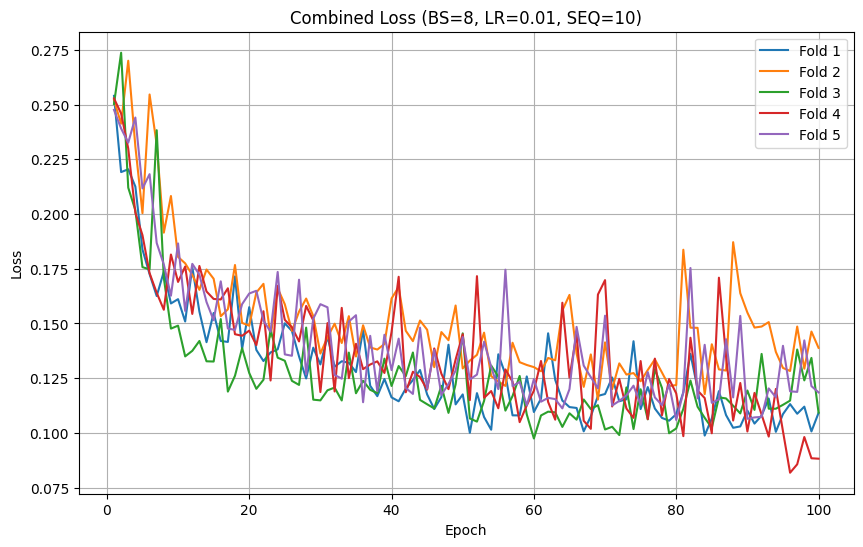 Combined Loss (BS=8, LR=0.01, SEQ=10)
Fold 1
Fold 2
Fold 3
Fold 4
Fold 5
0.275
0.250
0.225
0.200
0.175
0.150
0.125
0.100
0.075
Loss
0
20
40
60
80
100
Epoch